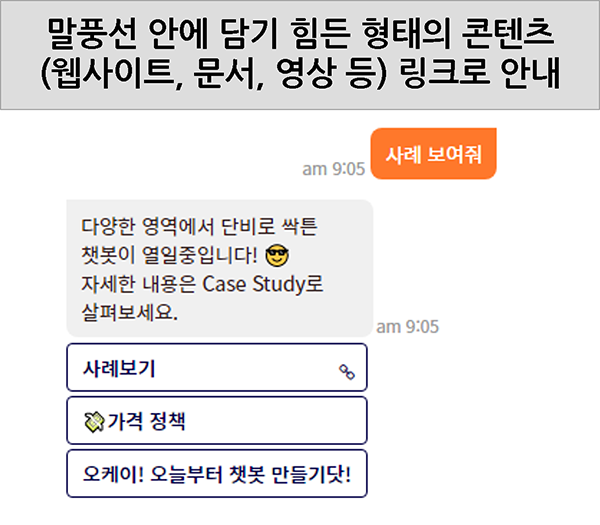 말풍선 안에 담기 힘든 형태의 콘텐츠
(웹사이트, 문서, 영상 등) 링크로 안내
am 9:05 사례 보여줘
다양한 영역에서 단비로 싹튼
챗봇이 열일중입니다! 😎
자세한 내용은 Case Study로
살펴보세요.
am 9:05
사례보기
💸가격 정책
오케이! 오늘부터 챗봇 만들기닷!